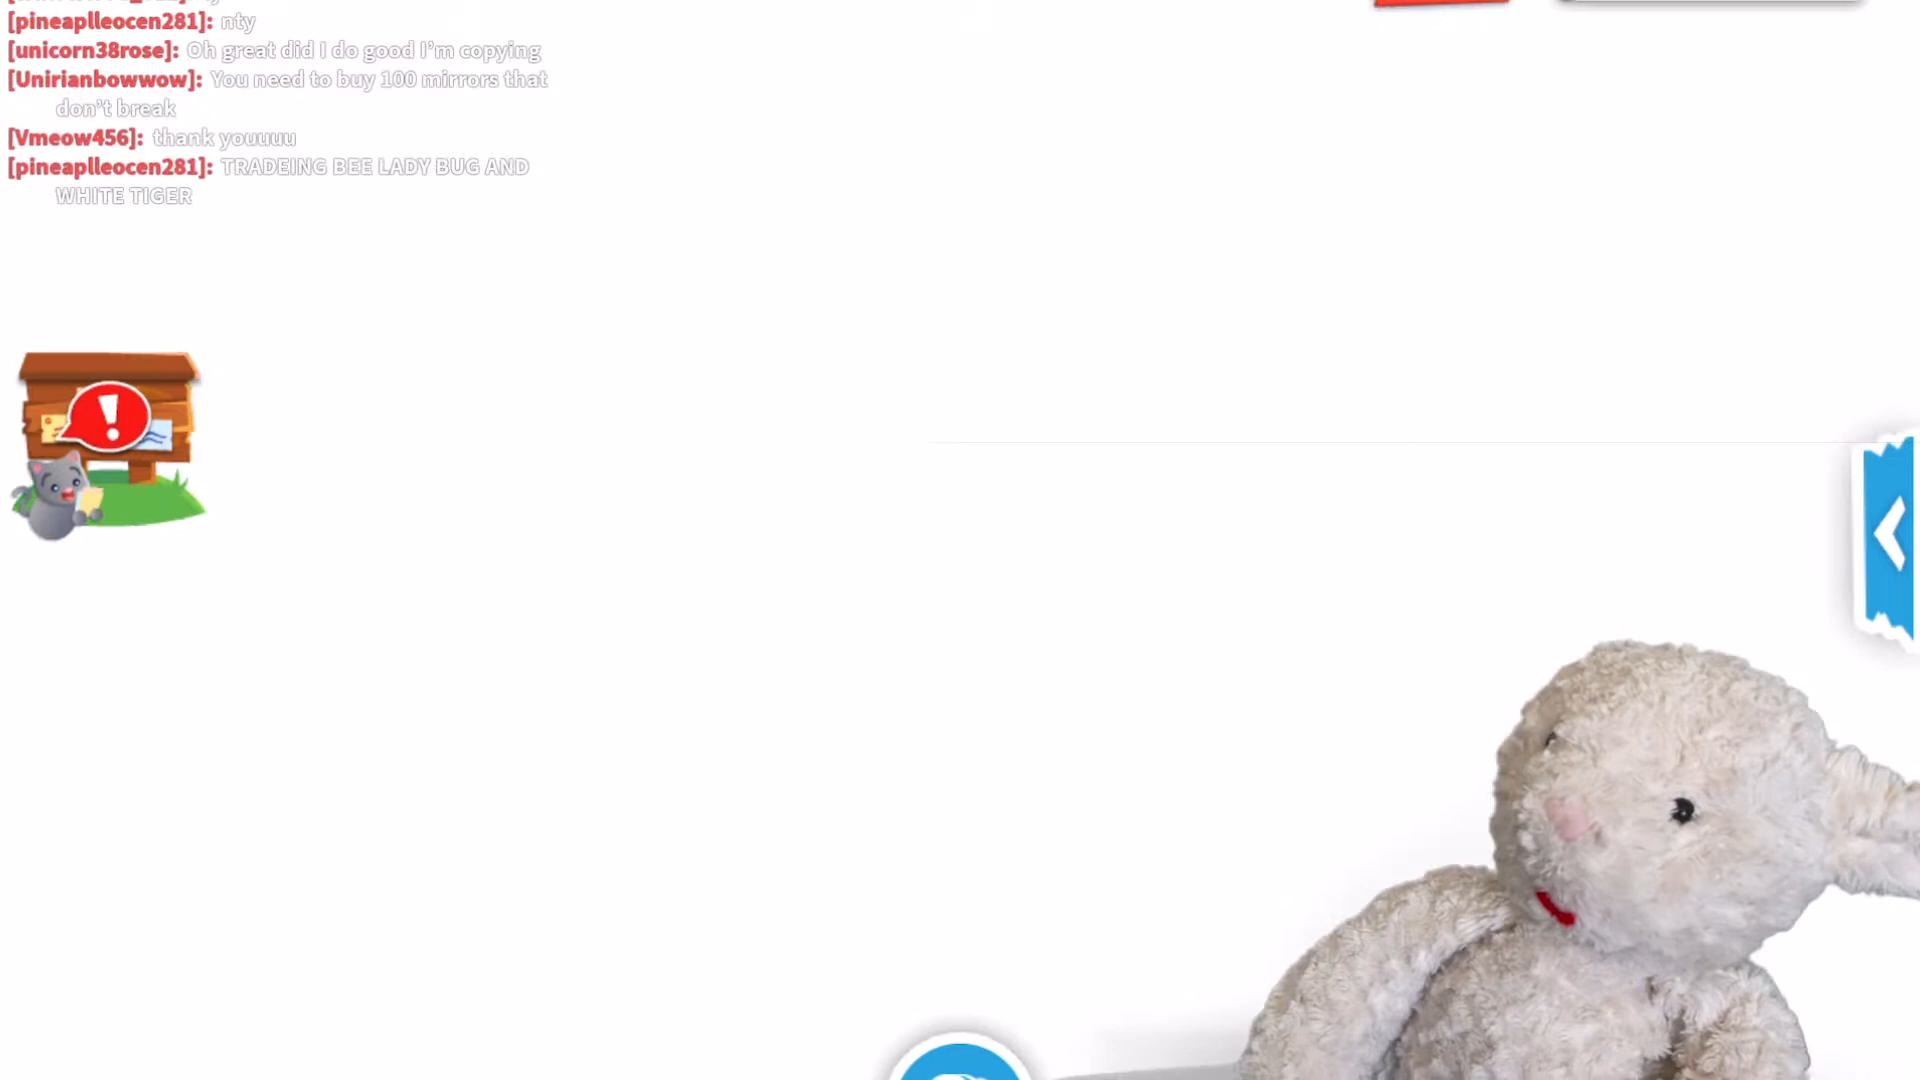 [pineaplleocen281]: nty
[unicorn38rose]: Oh great did I do good I'm copying
[Unirianbowwow]: You need to buy 100 mirrors that
don't break
[Vmeow456]: thank youuuu
[pineaplleocen281]: TRADEING BEE LADY BUG AND
WHITE TIGER